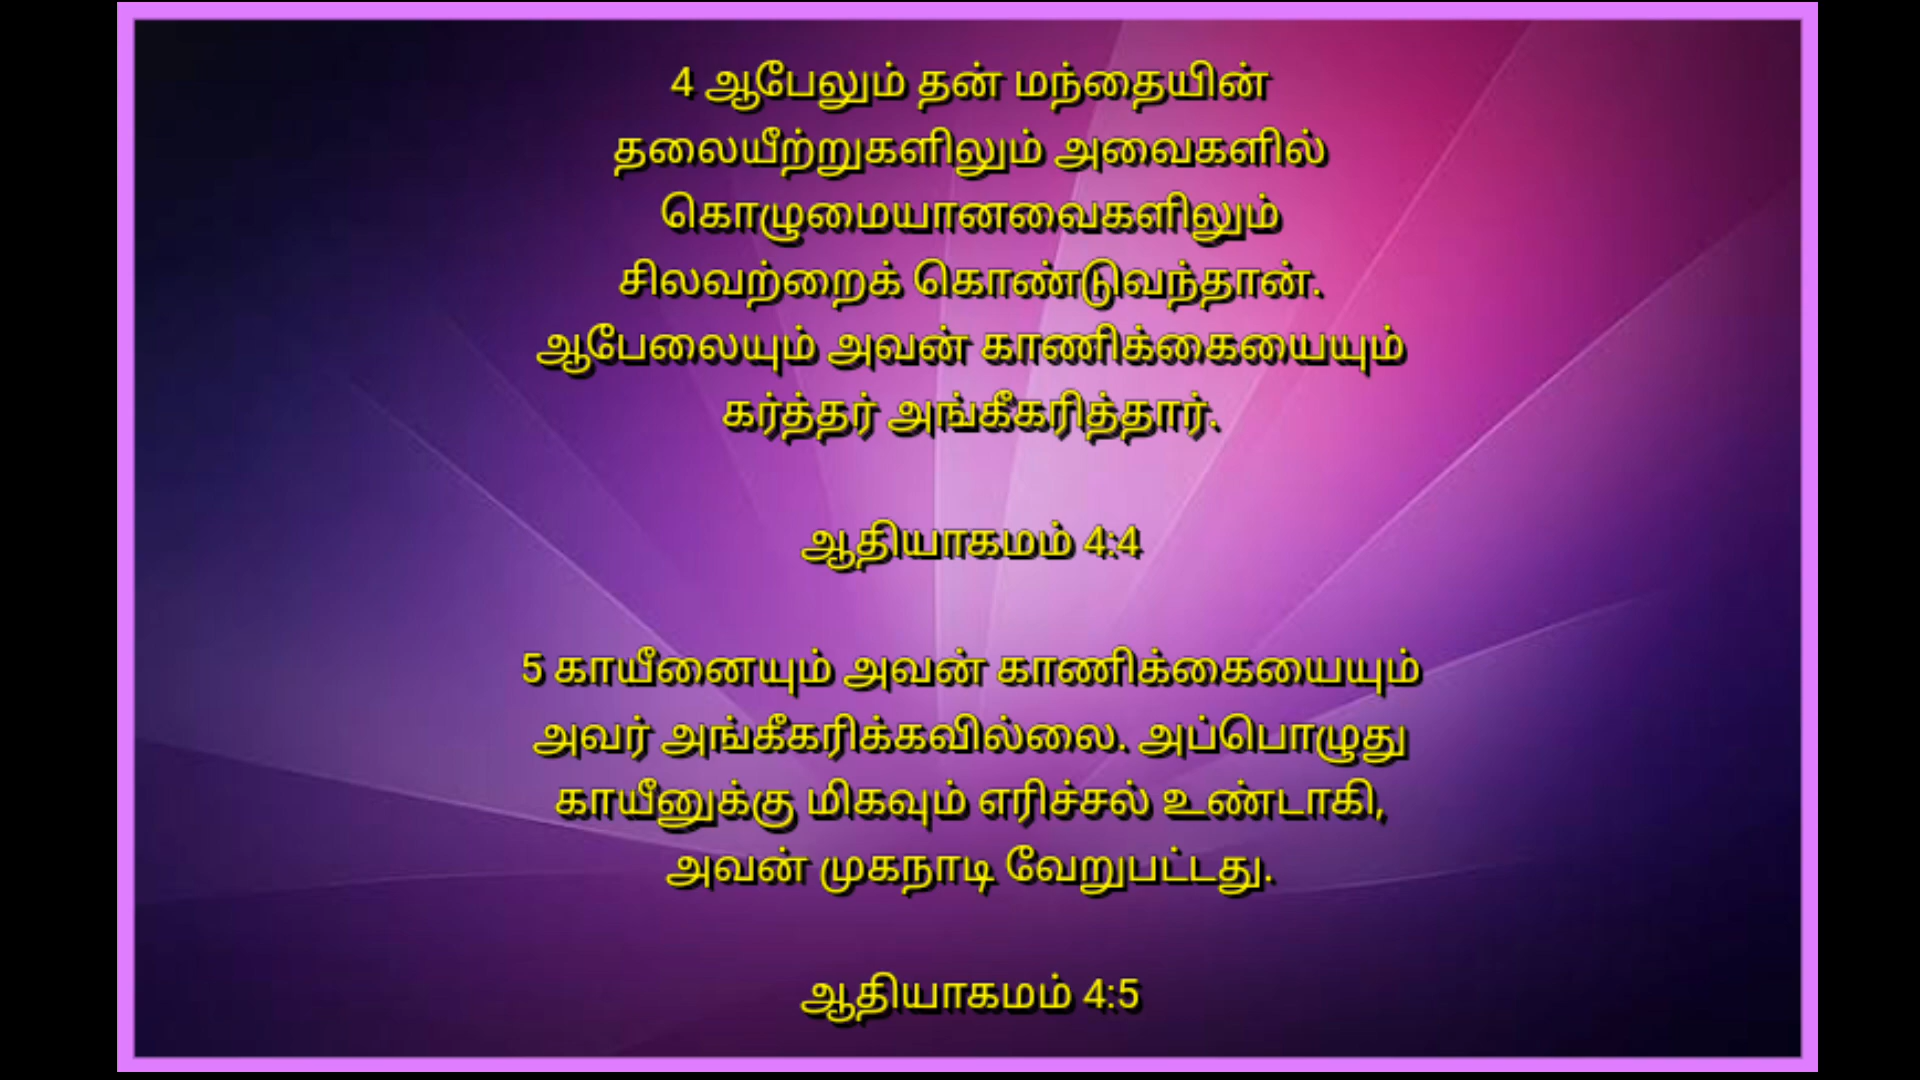 4 ஆபேலும் தன் மந்தையின்
தலையீற்றுகளிலும் அவைகளில்
கொழுமையானவைகளிலும்
சிலவற்றைக் கொண்டுவந்தான்.
ஆபேலையும் அவன் காணிக்கையையும்
கர்த்தர் அங்கீகரித்தார்.
ஆதியாகமம் 4:4
5 காயீனையும் அவன் காணிக்கையையும்
அவர் அங்கீகரிக்கவில்லை. அப்பொழுது
காயீனுக்கு மிகவும் எரிச்சல் உண்டாகி,
அவன் முகநாடி வேறுபட்டது.
ஆதியாகமம் 4:5